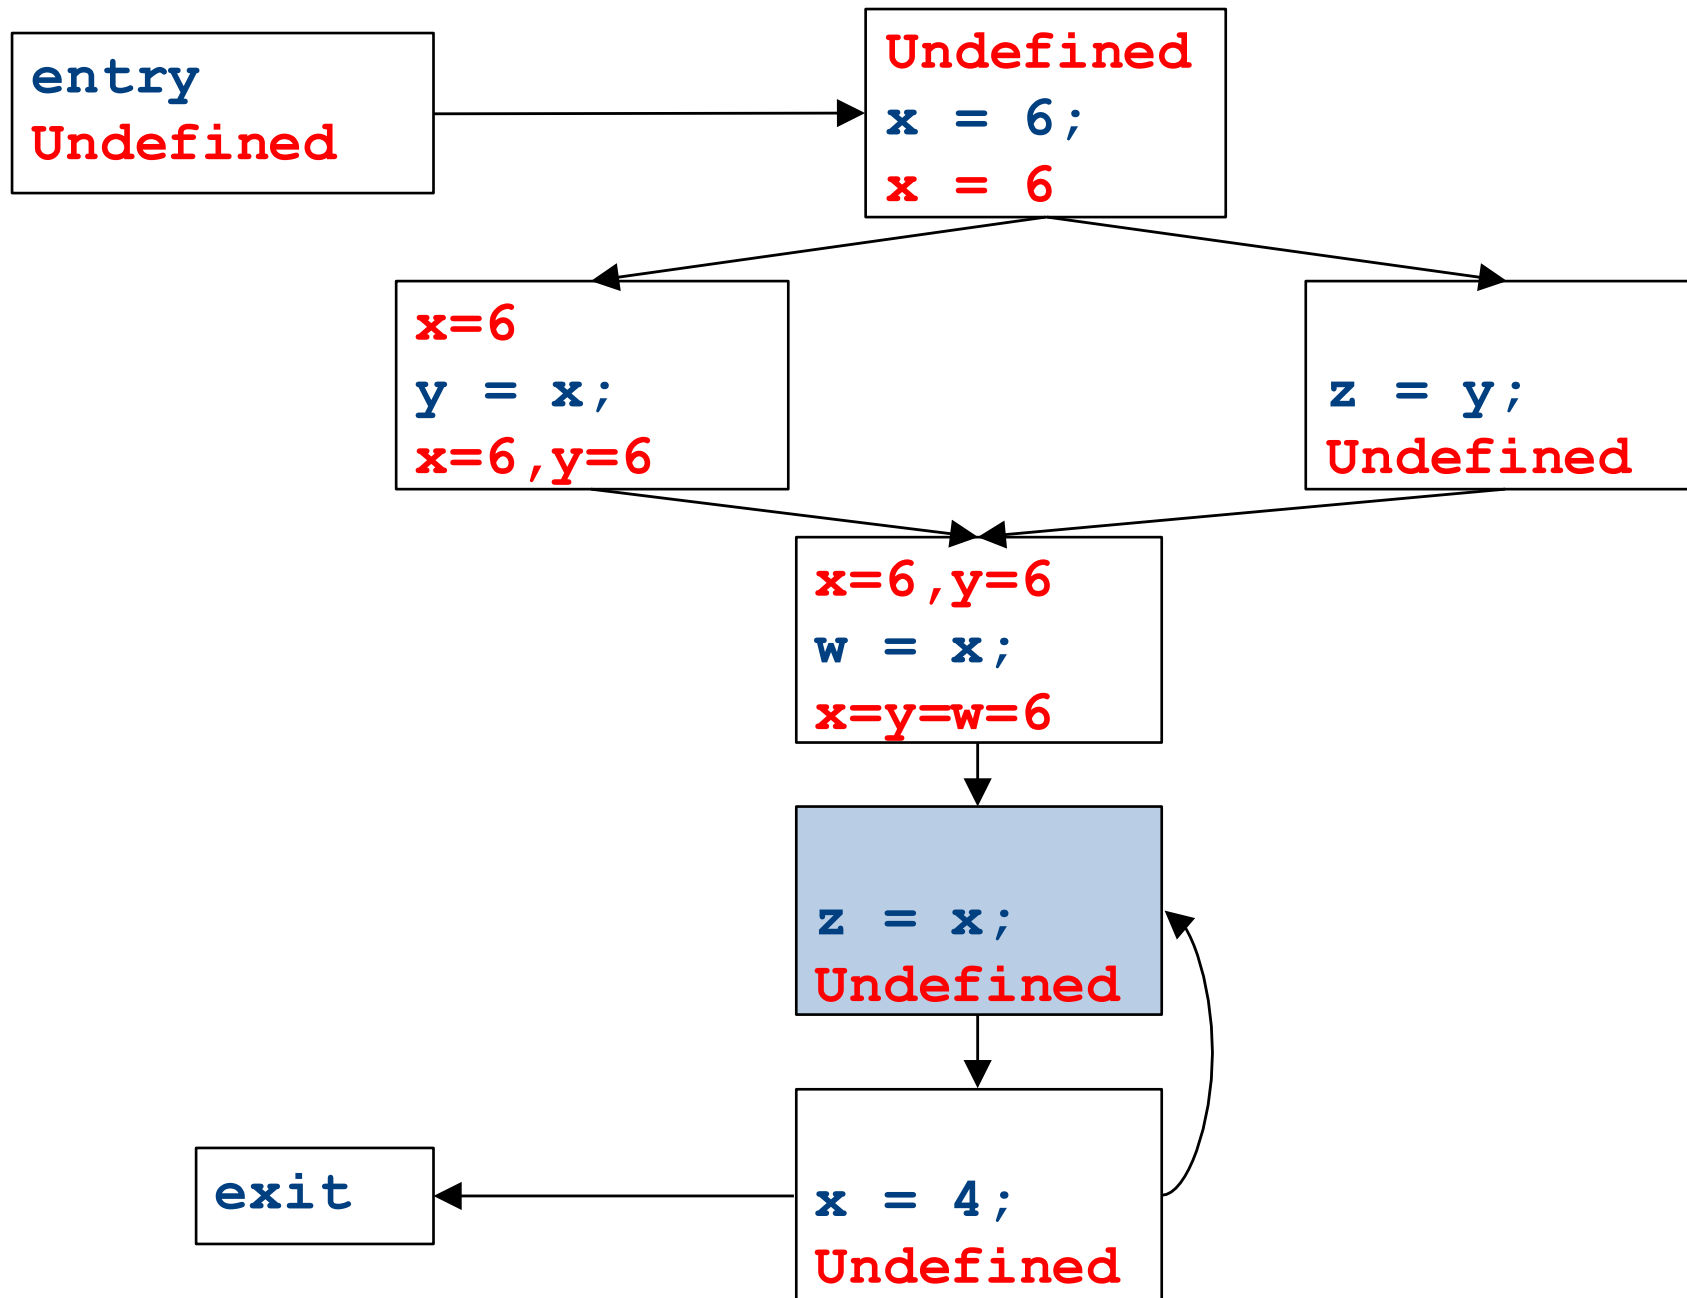 entry
Undefined
Undefined
x = 6;
x = 6
x=6
y = x;
x=6,y=6
z = y;
Undefined
x=6,y=6
w = x;
x=y=w=6
z = x;
Undefined
exit
x = 4;
Undefined